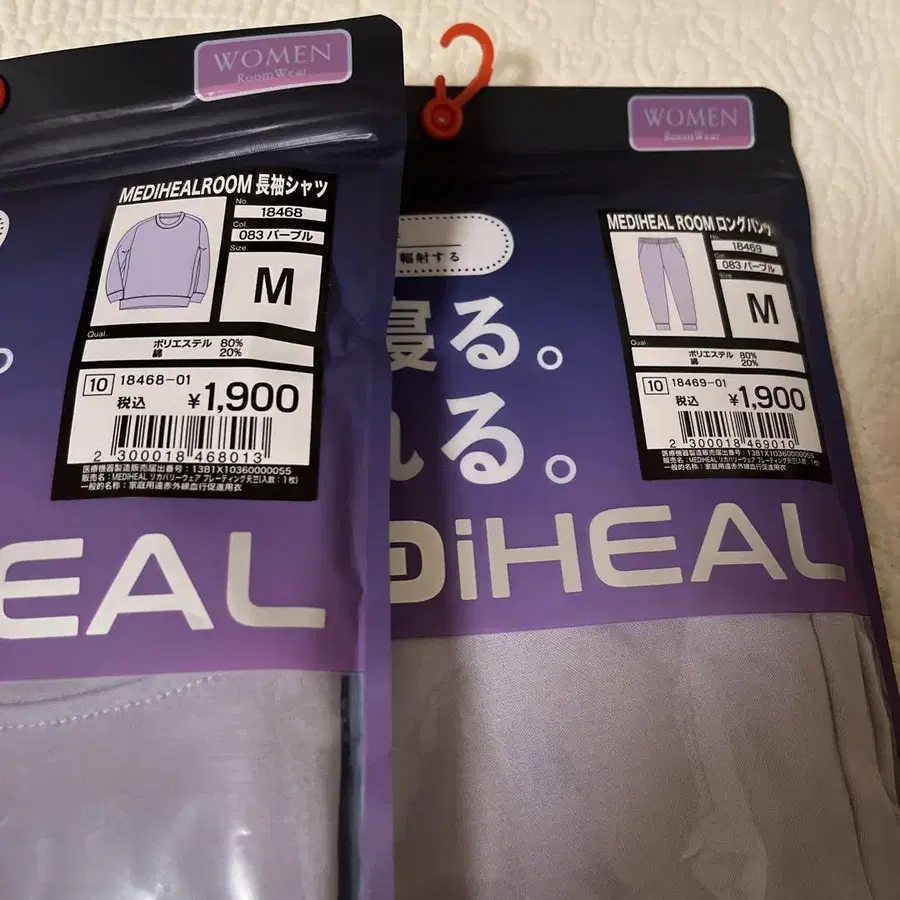 WOMEN
RoomWear
MEDIHEALROOM 長袖シャツ
No.
18468
Col.
083 パープル
Size
M
Qual.
ポリエステル 80%
綿 20%
10 18468-01
税込 ¥1,900
2 300018 468013
医療機器製造販売届出番号:13B1X10360000055
販売名:MEDIHEAL リカバリーウェア フレーティング天竺(入数:1枚)
一般的名称:家庭用遠赤外線血行促進用衣
EAL
WOMEN
RoomWear
MEDIHEAL ROOM ロングパンツ
No.
18469
Col.
083 パープル
Size
M
Qual.
ポリエステル 80%
綿 20%
10 18469-01
税込 ¥1,900
2 300018 469010
医療機器製造販売届出番号:13B1X10360000055
販売名:MEDIHEAL リカバリーウェア フレーティング天竺(入数:1枚)
一般的名称:家庭用遠赤外線血行促進用衣
輻射する
寝る。
れる。
DiHEAL